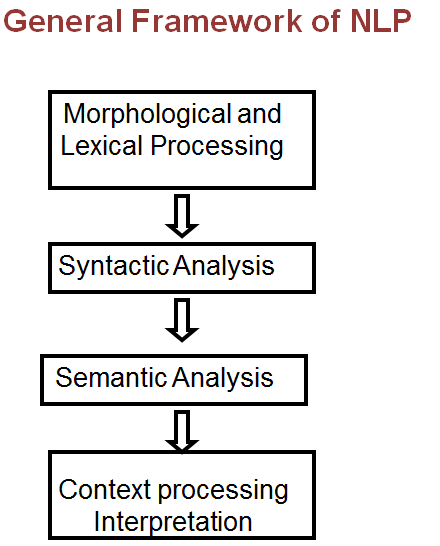 General Framework of NLP
Morphological and
Lexical Processing
Syntactic Analysis
Semantic Analysis
Context processing
Interpretation